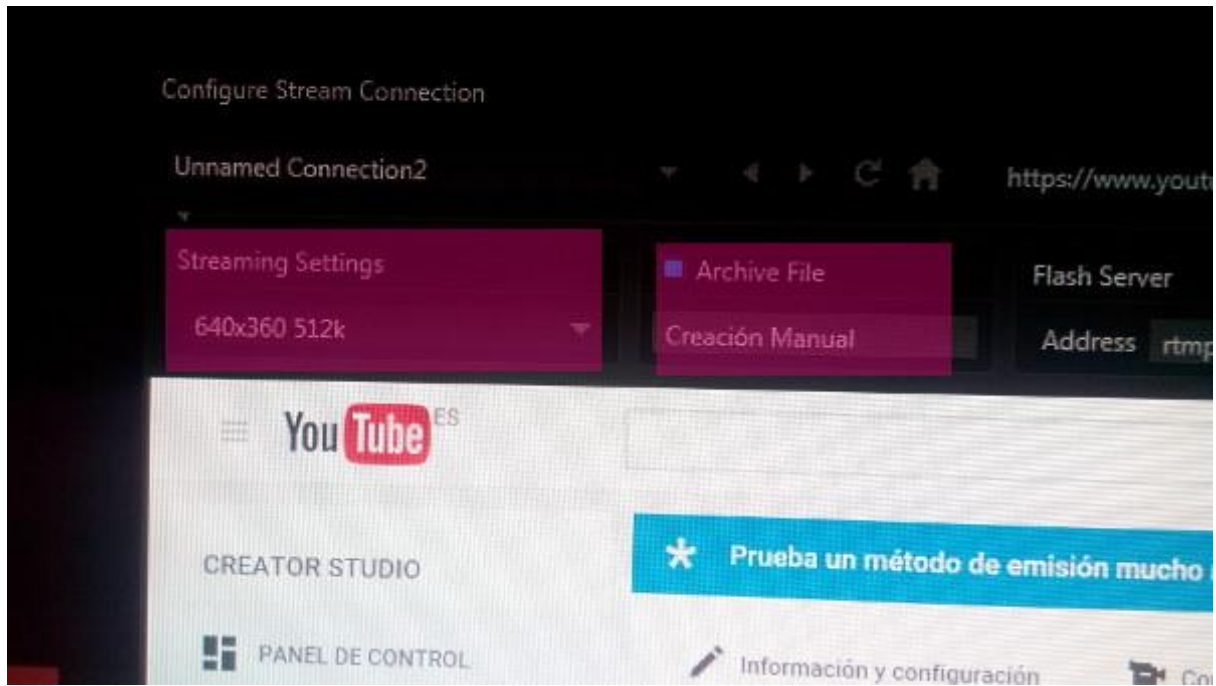 Configure Stream Connection
Unnamed Connection2
https://www.yout
Streaming Settings
Archive File
Flash Server
640x360 512k
Creación Manual
Address rtmp
YouTube ES
CREATOR STUDIO
Prueba un método de emisión mucho
PANEL DE CONTROL
Información y configuración
Co